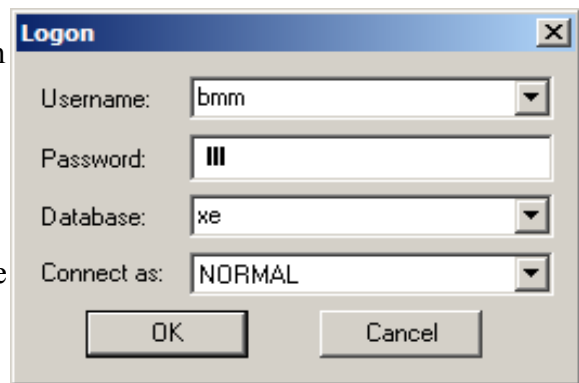 Logon
Username: bmm
Password:
Database: xe
Connect as: NORMAL
OK Cancel